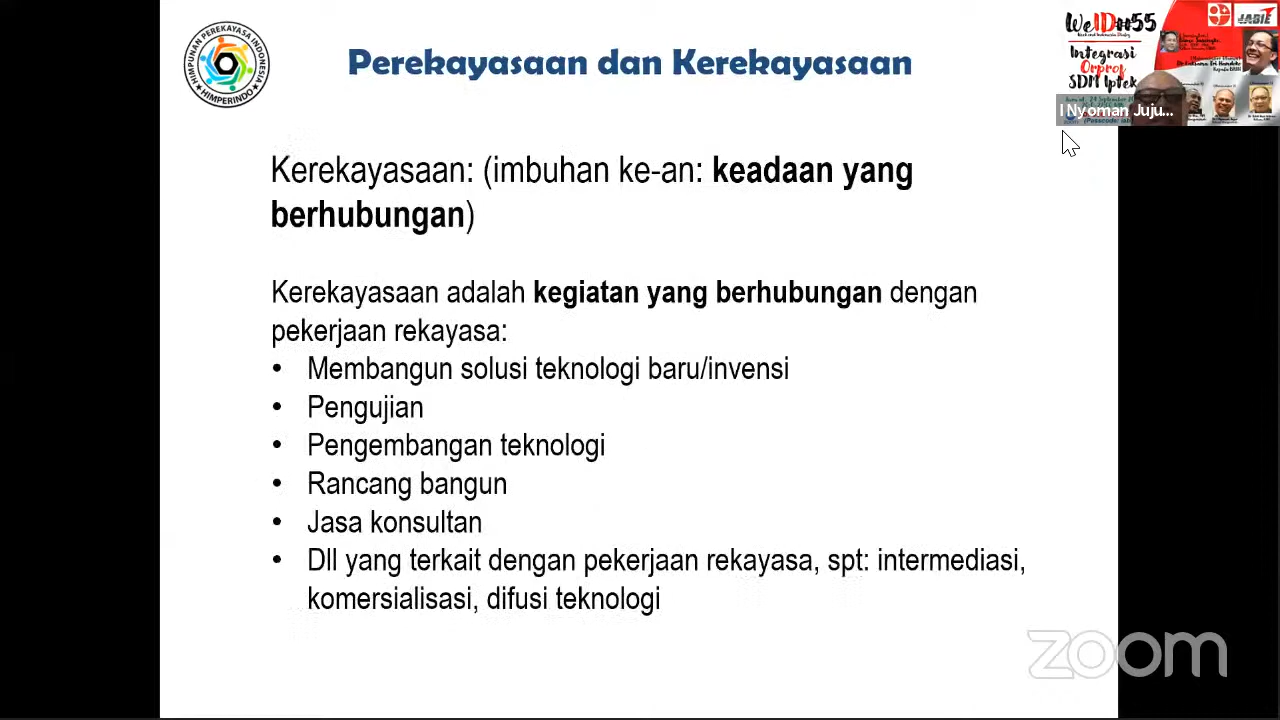 HIMPUNAN PEREKAYASA INDONESIA
HIMPERINDO
Perekayasaan dan Kerekayasaan
WeID#55
Integrasi
Orprof
SDM Iptek
JABIE
I Nyoman Juju...
Kerekayasaan: (imbuhan ke-an: keadaan yang
berhubungan)
Kerekayasaan adalah kegiatan yang berhubungan dengan
pekerjaan rekayasa:
• Membangun solusi teknologi baru/invensi
• Pengujian
• Pengembangan teknologi
• Rancang bangun
• Jasa konsultan
• Dll yang terkait dengan pekerjaan rekayasa, spt: intermediasi,
komersialisasi, difusi teknologi
zoom